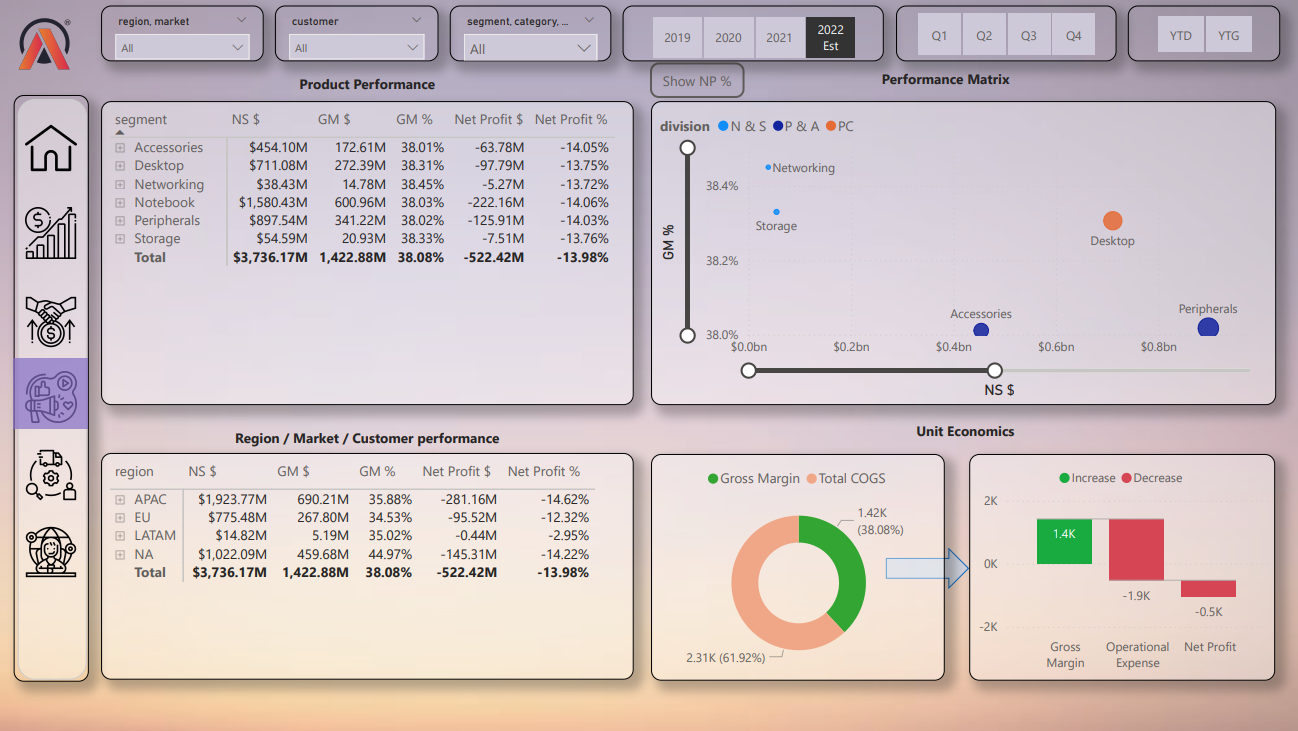 region, market
All
customer
All
segment, category, ...
All
2019 2020 2021 2022 Est
Q1 Q2 Q3 Q4
YTD YTG
Product Performance
Show NP %
Performance Matrix
segment NS $ GM $ GM % Net Profit $ Net Profit %
Accessories $454.10M 172.61M 38.01% -63.78M -14.05%
Desktop $711.08M 272.39M 38.31% -97.79M -13.75%
Networking $38.43M 14.78M 38.45% -5.27M -13.72%
Notebook $1,580.43M 600.96M 38.03% -222.16M -14.06%
Peripherals $897.54M 341.22M 38.02% -125.91M -14.03%
Storage $54.59M 20.93M 38.33% -7.51M -13.76%
Total $3,736.17M 1,422.88M 38.08% -522.42M -13.98%
division N & S P & A PC
GM %
38.4%
38.2%
38.0%
Networking
Storage
Desktop
Accessories
Peripherals
$0.0bn $0.2bn $0.4bn $0.6bn $0.8bn
NS $
Region / Market / Customer performance
region NS $ GM $ GM % Net Profit $ Net Profit %
APAC $1,923.77M 690.21M 35.88% -281.16M -14.62%
EU $775.48M 267.80M 34.53% -95.52M -12.32%
LATAM $14.82M 5.19M 35.02% -0.44M -2.95%
NA $1,022.09M 459.68M 44.97% -145.31M -14.22%
Total $3,736.17M 1,422.88M 38.08% -522.42M -13.98%
Unit Economics
Gross Margin Total COGS
1.42K
(38.08%)
2.31K (61.92%)
Increase Decrease
2K
0K
-2K
1.4K
-1.9K
-0.5K
Gross Margin
Operational Expense
Net Profit